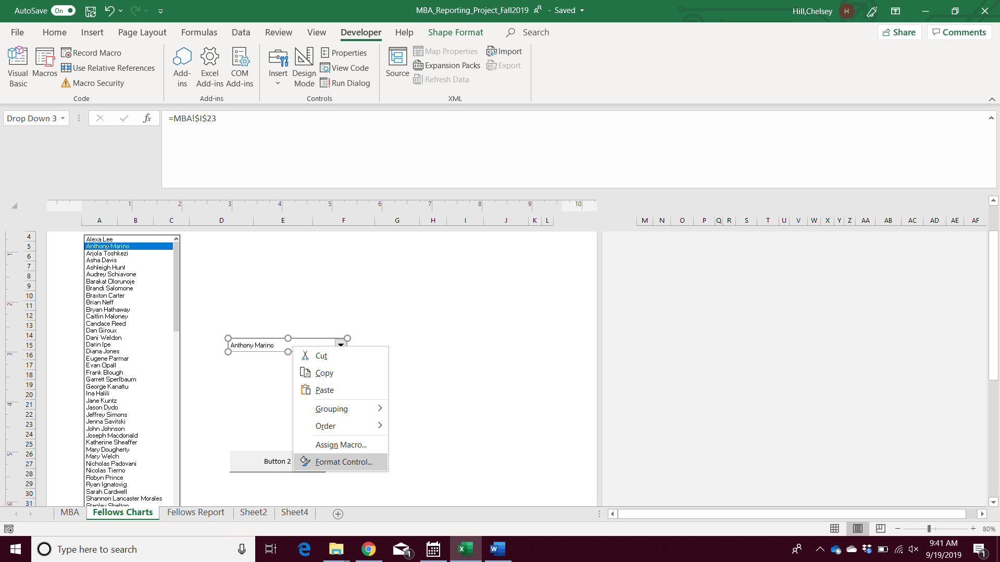 AutoSave On
MBA_Reporting_Project_Fall2019 - Saved
Hill,Chelsey H
File Home Insert Page Layout Formulas Data Review View Developer Help Shape Format Search
Share Comments
Visual Basic
Macros
Record Macro
Use Relative References
Macro Security
Code
Add-ins
Excel Add-ins
COM Add-ins
Add-ins
Insert
Design Mode
Properties
View Code
Run Dialog
Controls
Source
Map Properties
Expansion Packs
Refresh Data
Import
Export
XML
Drop Down 3
fx
=MBA!$I$23
1 2 3 4 5 6 7 8 9 10
A B C D E F G H I J K L M N O P Q R S T U V W X Y Z AA AB AC AD AE AF
4
5
6
7
8
9
10
11
12
13
14
15
16
17
18
19
20
21
22
23
24
25
26
27
28
29
30
31
1
2
3
4
5
6
Alexa Lee
Anthony Marino
Arjola Toshkezi
Asha Davis
Ashleigh Hunt
Audrey Schiavone
Barakat Olorunoje
Brandi Salomone
Braxton Carter
Brian Neff
Bryan Hathaway
Caitlin Maloney
Candace Reed
Dan Giroux
Dani Weldon
Darin Ipe
Diana Jones
Eugene Parmar
Evan Opall
Frank Blough
Garrett Sperlbaum
George Kanattu
Ina Halili
Jane Kuntz
Jason Dydo
Jeffrey Simons
Jenna Savitski
John Johnson
Joseph Macdonald
Katherine Sheaffer
Mary Dougherty
Mary Welch
Nicholas Padovani
Nicolas Tierno
Robyn Prince
Ryan Ignatovig
Sarah Cardwell
Shannon Lancaster Morales
Stanley Shelton
Anthony Marino
Cut
Copy
Paste
Grouping
Order
Assign Macro...
Format Control...
Button 2
MBA Fellows Charts Fellows Report Sheet2 Sheet4
80%
Type here to search
1
9:41 AM
9/19/2019
1